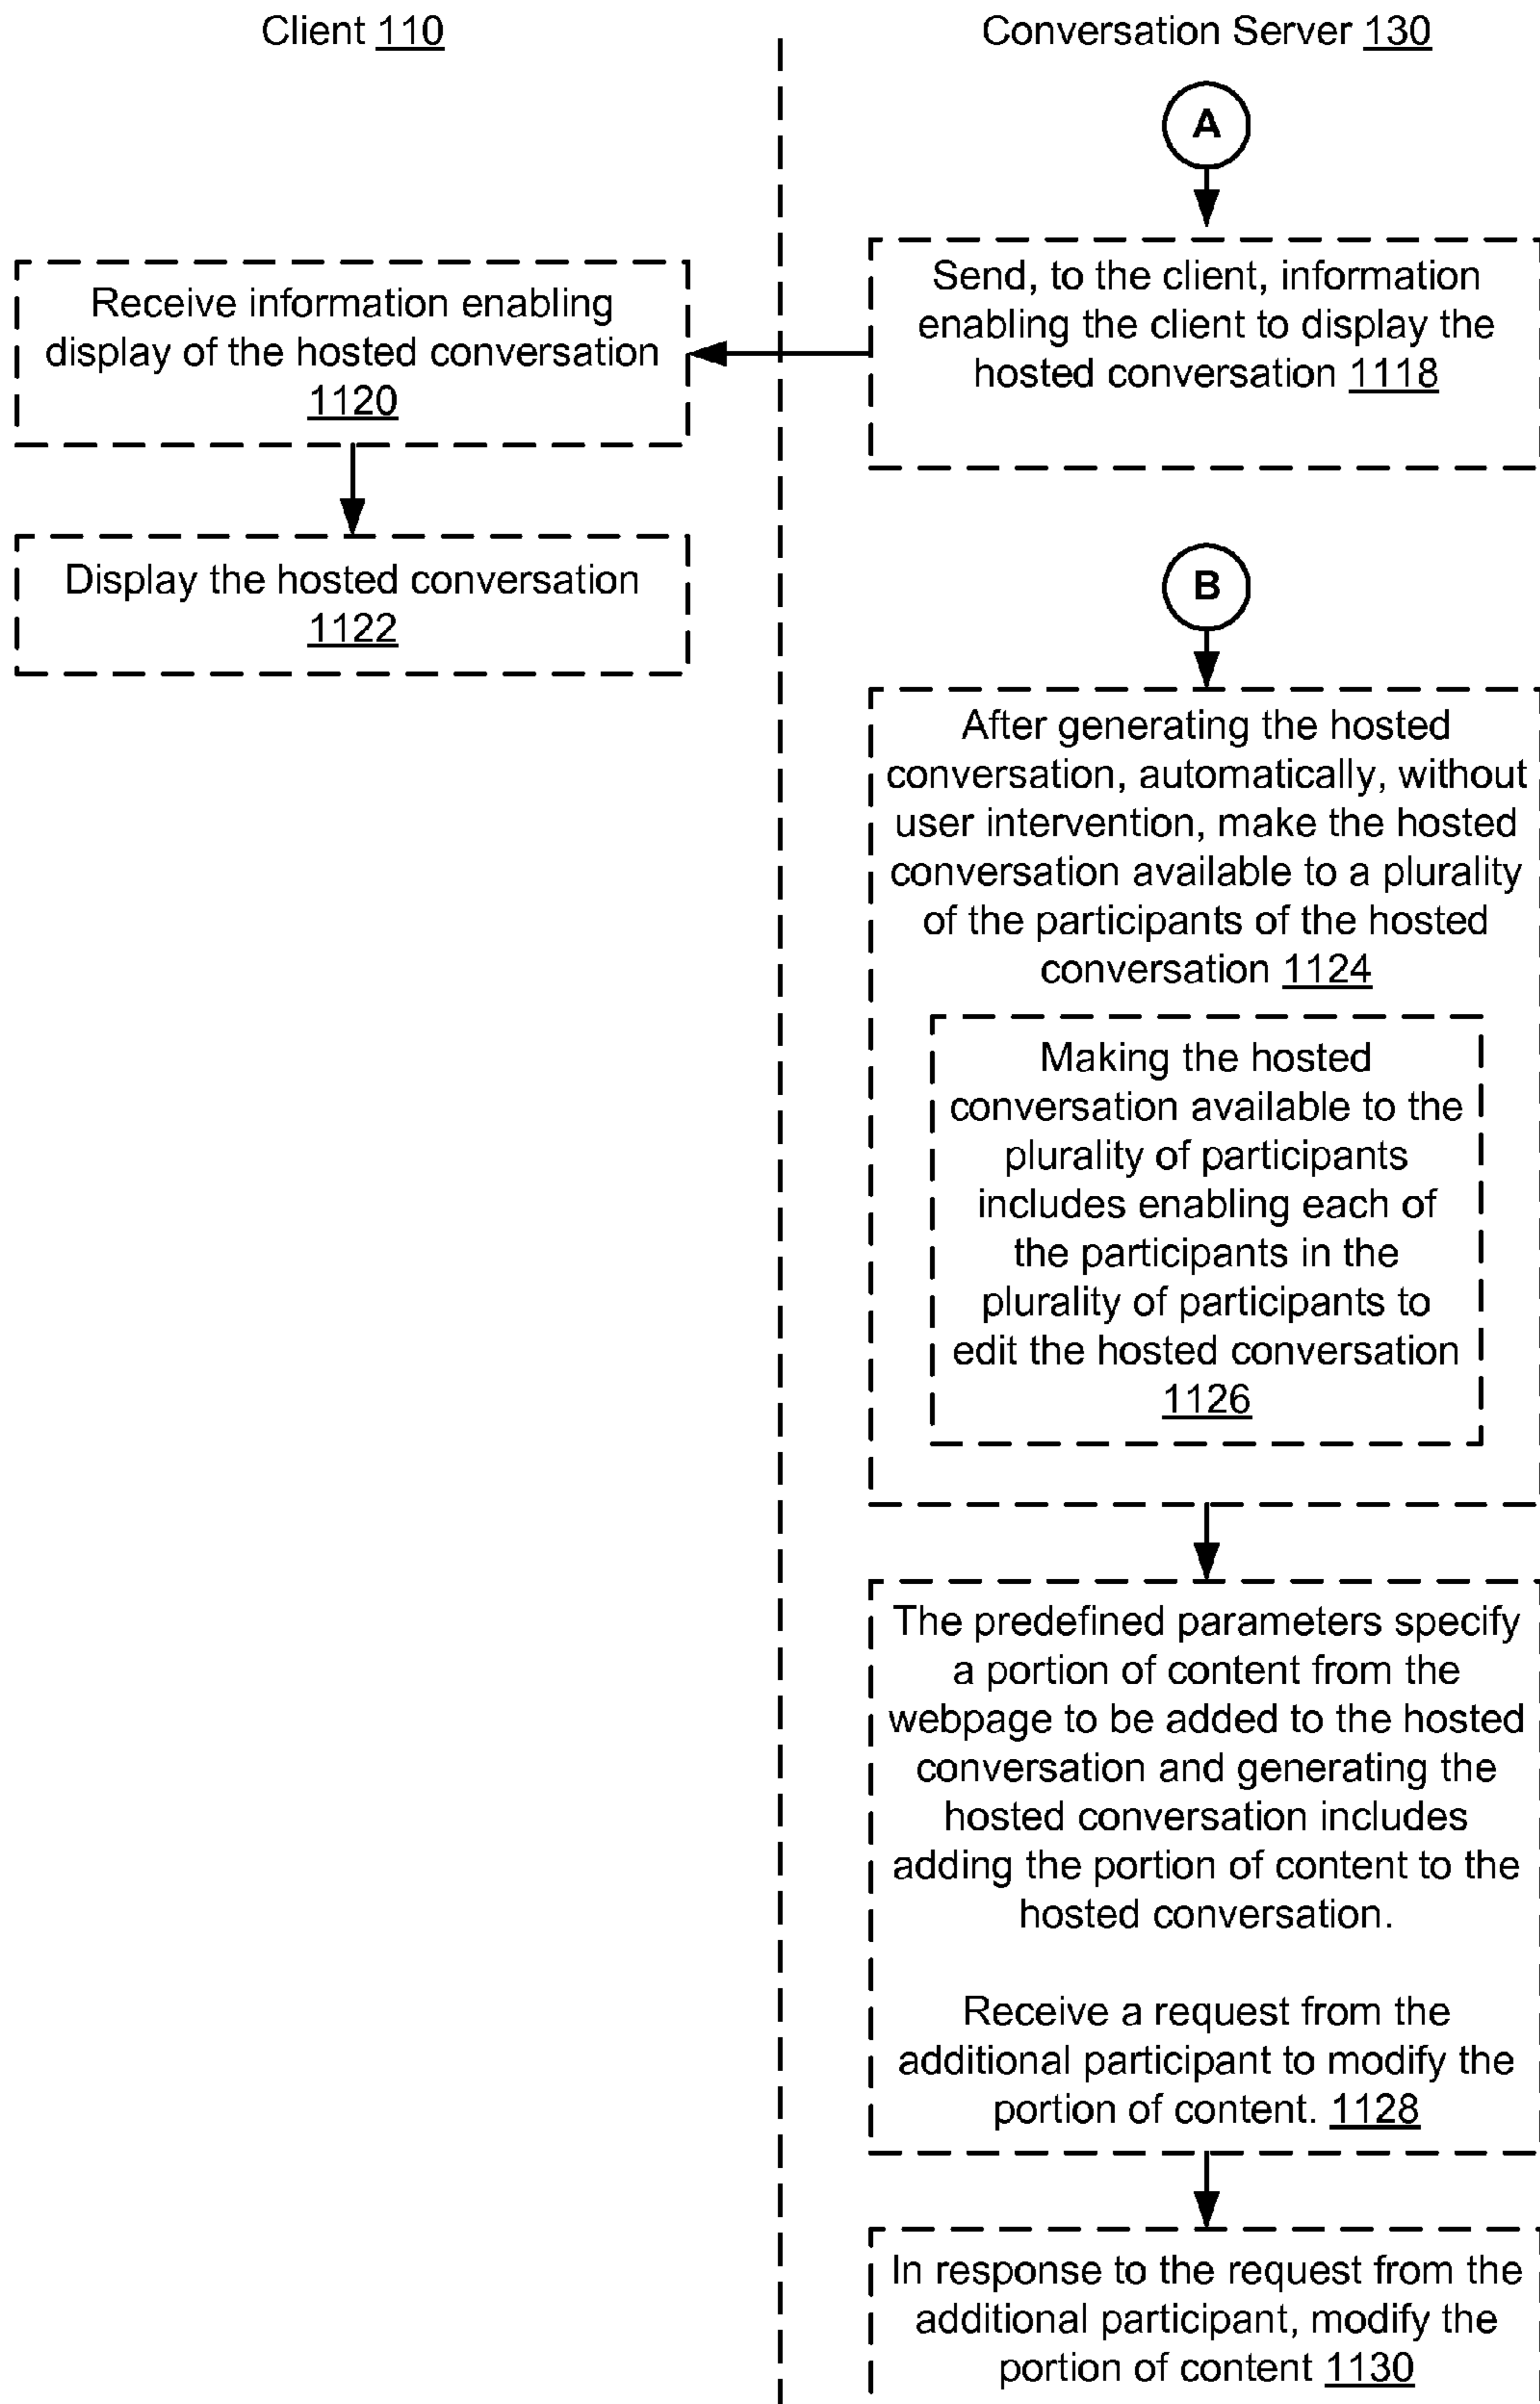 Client 110
Conversation Server 130
A
Send, to the client, information
enabling the client to display the
hosted conversation 1118
Receive information enabling
display of the hosted conversation
1120
Display the hosted conversation
1122
B
After generating the hosted
conversation, automatically, without
user intervention, make the hosted
conversation available to a plurality
of the participants of the hosted
conversation 1124
Making the hosted
conversation available to the
plurality of participants
includes enabling each of
the participants in the
plurality of participants to
edit the hosted conversation
1126
The predefined parameters specify
a portion of content from the
webpage to be added to the hosted
conversation and generating the
hosted conversation includes
adding the portion of content to the
hosted conversation.
Receive a request from the
additional participant to modify the
portion of content. 1128
In response to the request from the
additional participant, modify the
portion of content 1130